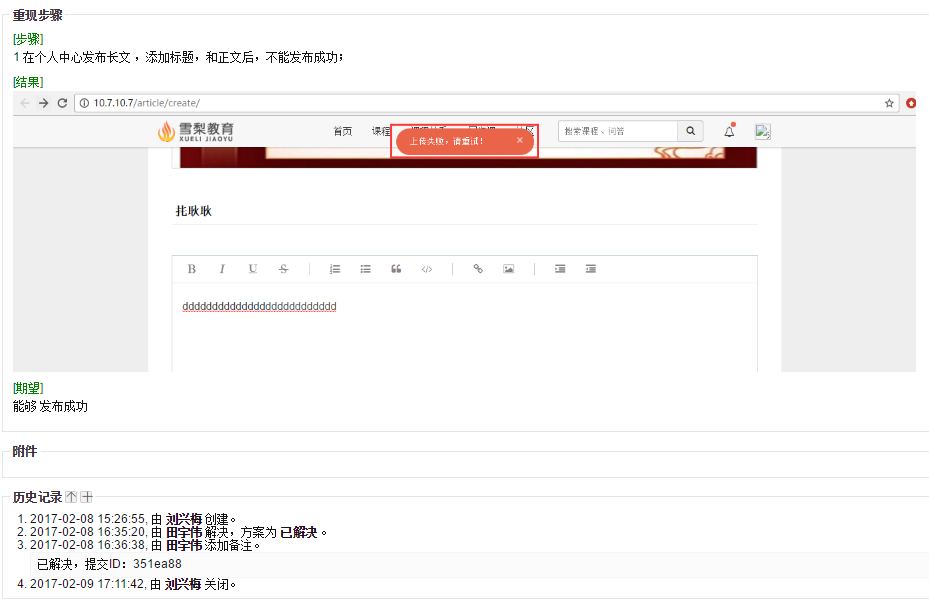 重现步骤
[步骤]
1 在个人中心发布长文 ，添加标题，和正文后，不能发布成功；
[结果]
10.7.10.7/article/create/
雪梨教育
XUELI JIAOYU
首页 课程
搜索课程、问答
上传失败，请重试！ ×
找耿耿
B I U S
dddddddddddddddddddddddddd
[期望]
能够 发布成功
附件
历史记录
1. 2017-02-08 15:26:55, 由 刘兴梅 创建。
2. 2017-02-08 16:35:20, 由 田宇伟 解决，方案为 已解决 。
3. 2017-02-08 16:36:38, 由 田宇伟 添加备注。
已解决，提交ID：351ea88
4. 2017-02-09 17:11:42, 由 刘兴梅 关闭。